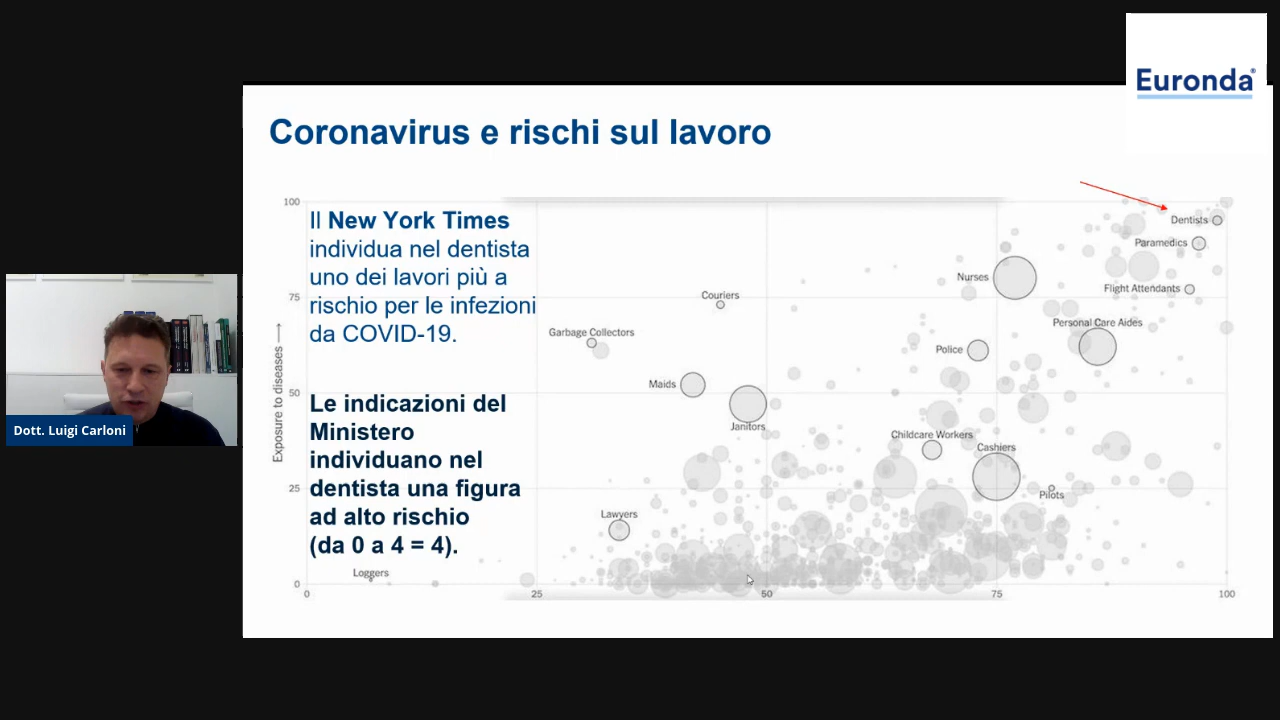 Euronda®
Coronavirus e rischi sul lavoro
Il New York Times
individua nel dentista
uno dei lavori più a
rischio per le infezioni
da COVID-19.
Le indicazioni del
Ministero
individuano nel
dentista una figura
ad alto rischio
(da 0 a 4 = 4).
Exposure to diseases
100
75
50
25
0
0
25
50
75
100
Dentists
Paramedics
Nurses
Flight Attendants
Couriers
Personal Care Aides
Garbage Collectors
Police
Maids
Janitors
Childcare Workers
Cashiers
Pilots
Lawyers
Loggers
Dott. Luigi Carloni